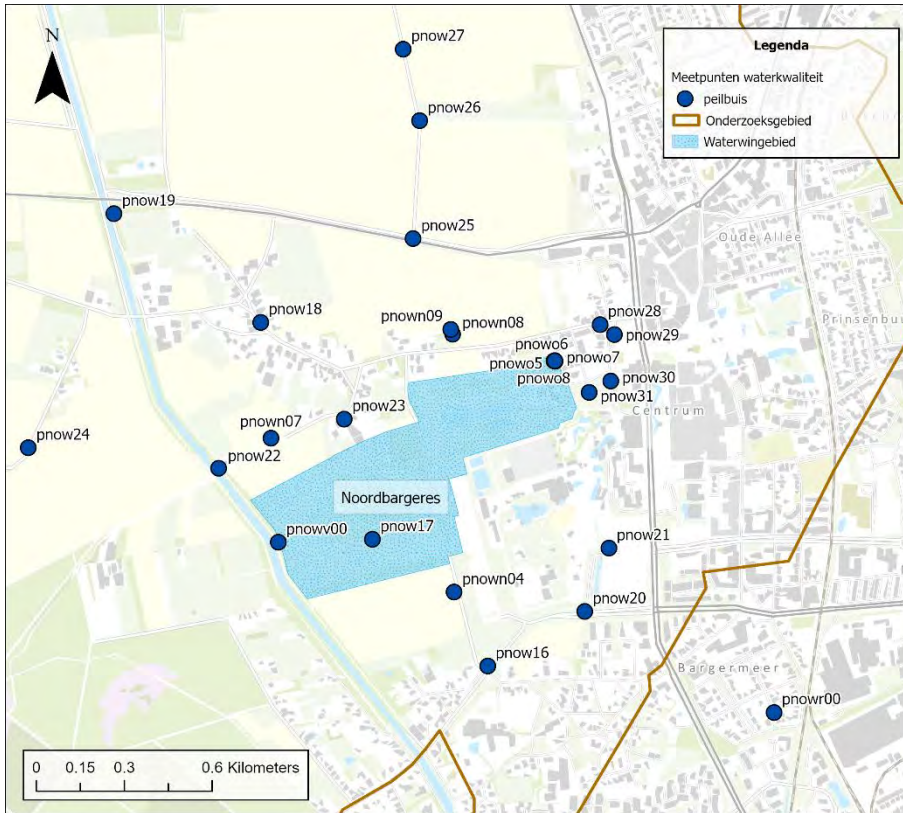 N
pnow27
pnow26
pnow19
pnow25
Legenda
Meetpunten waterkwaliteit
peilbuis
Onderzoeksgebied
Waterwingebied
Oude Allée
Prinsenbu
pnow18
pnown09
pnown08
pnow28
pnow29
pnowo6
pnowo5
pnowo7
pnowo8
pnow30
pnow31
Centrum
pnow23
pnown07
pnow24
pnow22
Noordbargeres
pnowv00
pnow17
pnow21
pnown04
pnow20
pnow16
Bargermeer
pnowr00
0 0.15 0.3 0.6 Kilometers